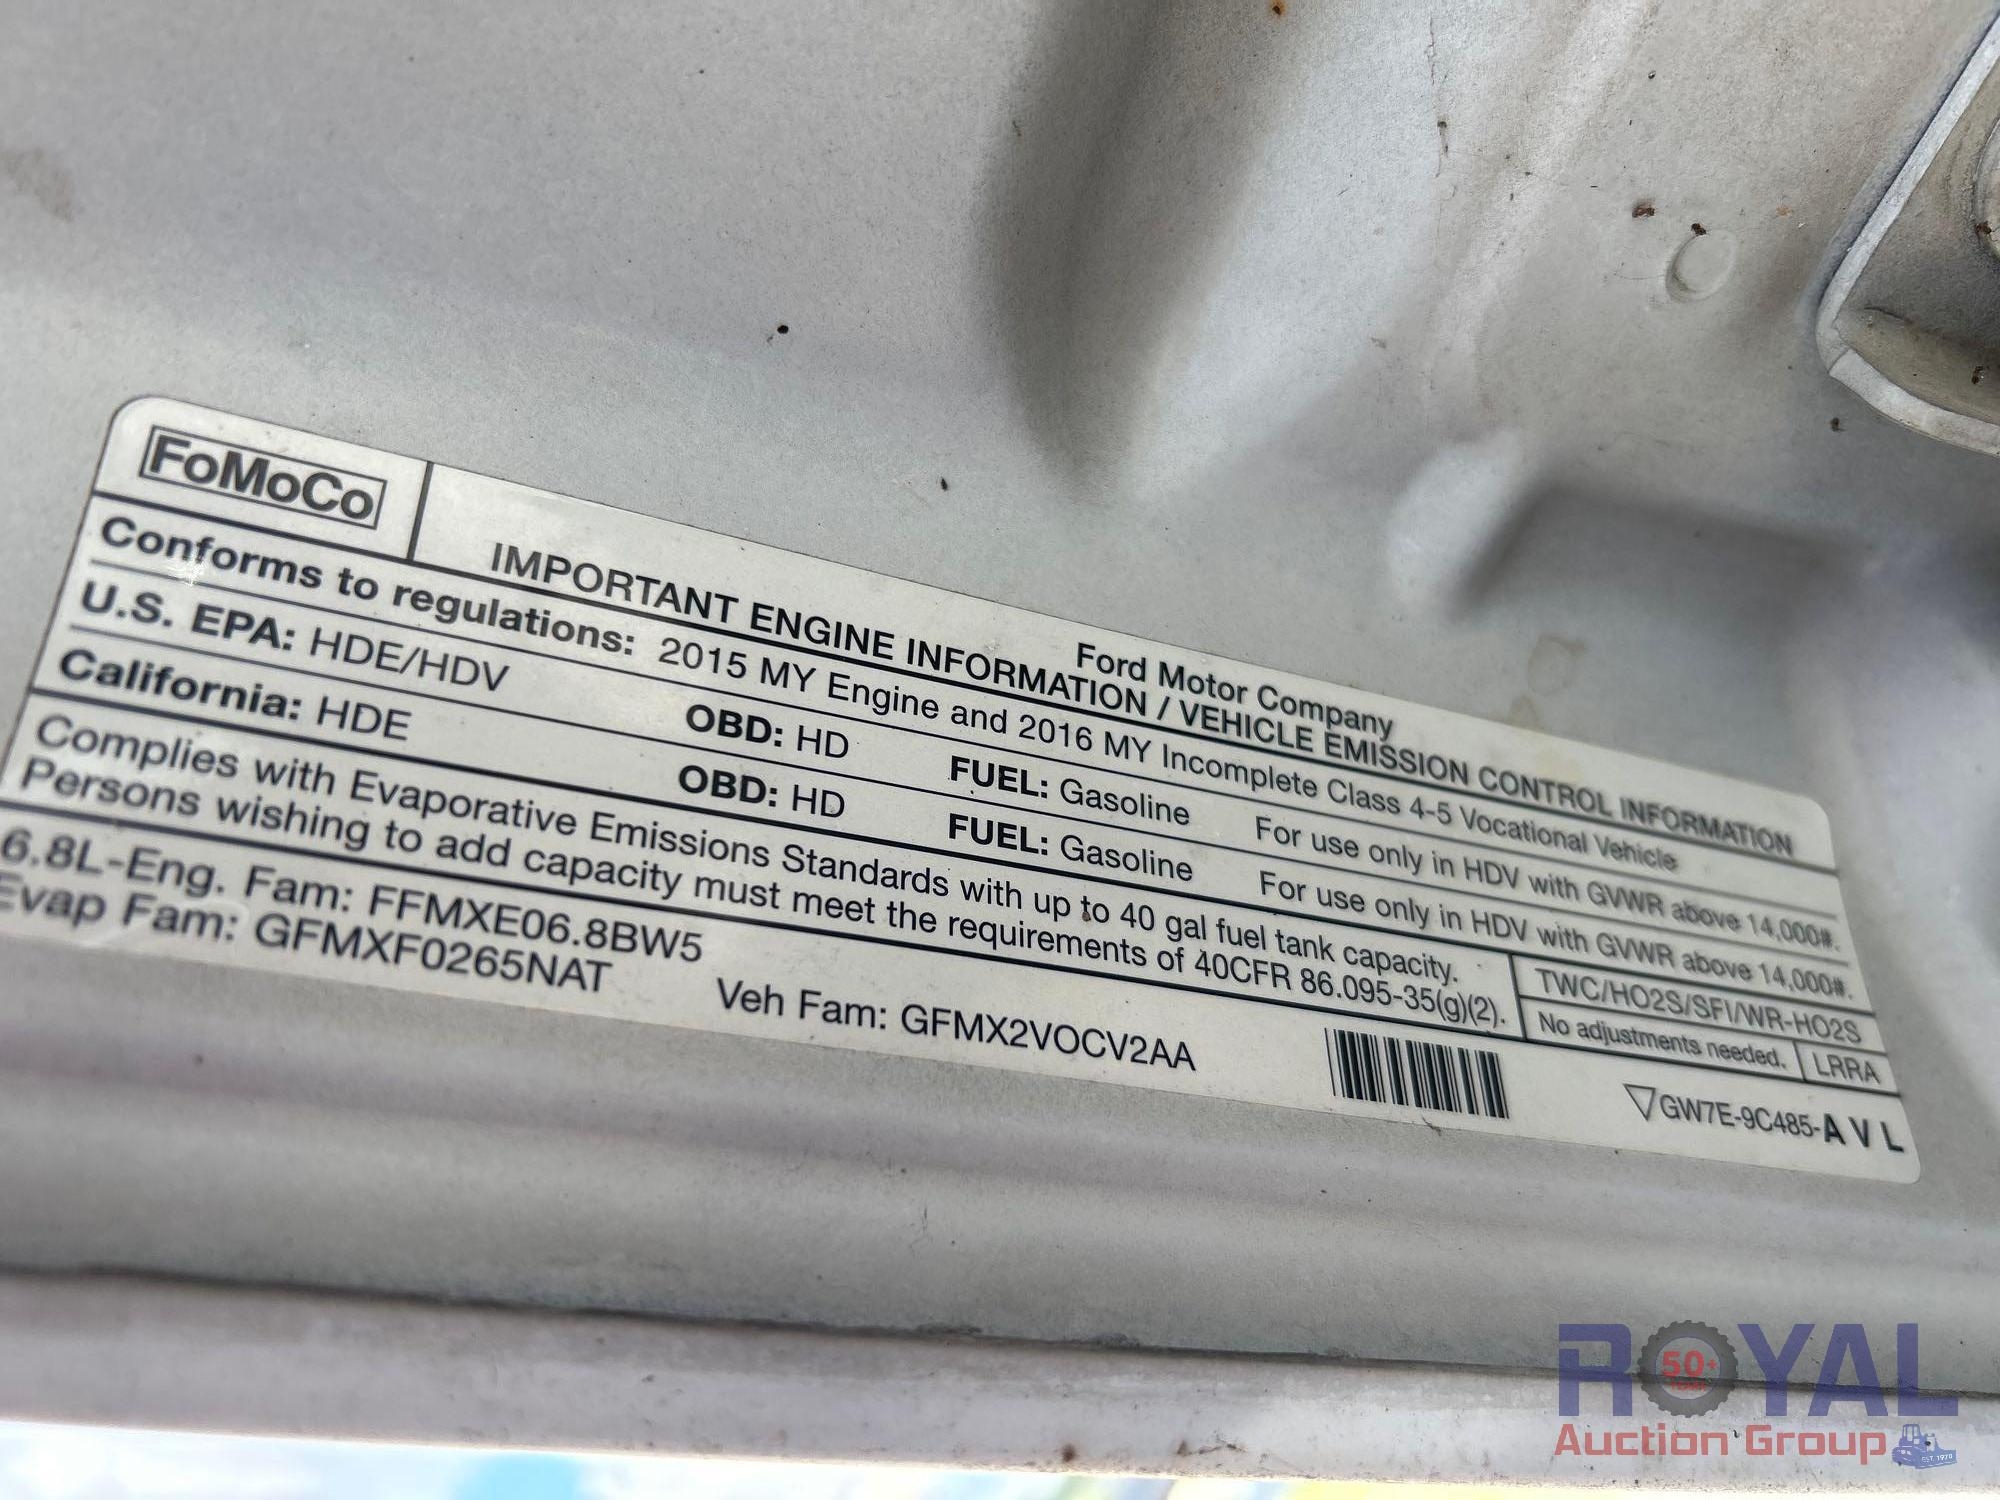 FoMoCo
Ford Motor Company
IMPORTANT ENGINE INFORMATION / VEHICLE EMISSION CONTROL INFORMATION
Conforms to regulations: 2015 MY Engine and 2016 MY Incomplete Class 4-5 Vocational Vehicle
U.S. EPA: HDE/HDV OBD: HD FUEL: Gasoline For use only in HDV with GVWR above 14,000#.
California: HDE OBD: HD FUEL: Gasoline For use only in HDV with GVWR above 14,000#.
Complies with Evaporative Emissions Standards with up to 40 gal fuel tank capacity.
Persons wishing to add capacity must meet the requirements of 40CFR 86.095-35(g)(2).
TWC/HO2S/SFI/WR-HO2S
No adjustments needed. LRRA
6.8L-Eng. Fam: FFMXE06.8BW5
Evap Fam: GFMXF0265NAT
Veh Fam: GFMX2VOCV2AA
GW7E-9C485-A V L
ROYAL
50+
YEARS
Auction Group
EST. 1970